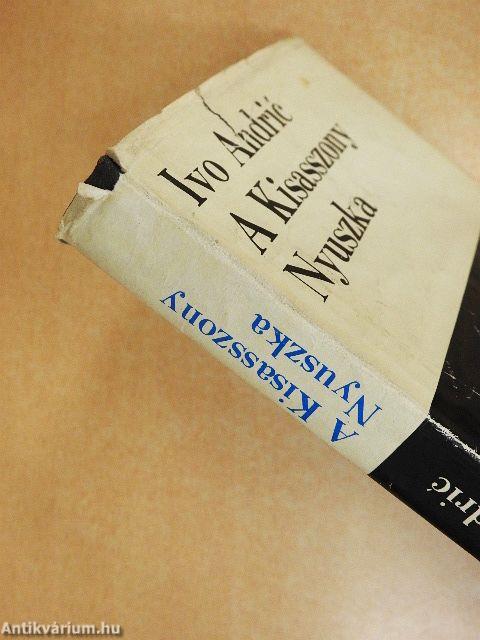 Ivo Andrić
A Kisasszony
Nyuszka
A Kisasszony
Nyuszka
drić
Antikvárium.hu